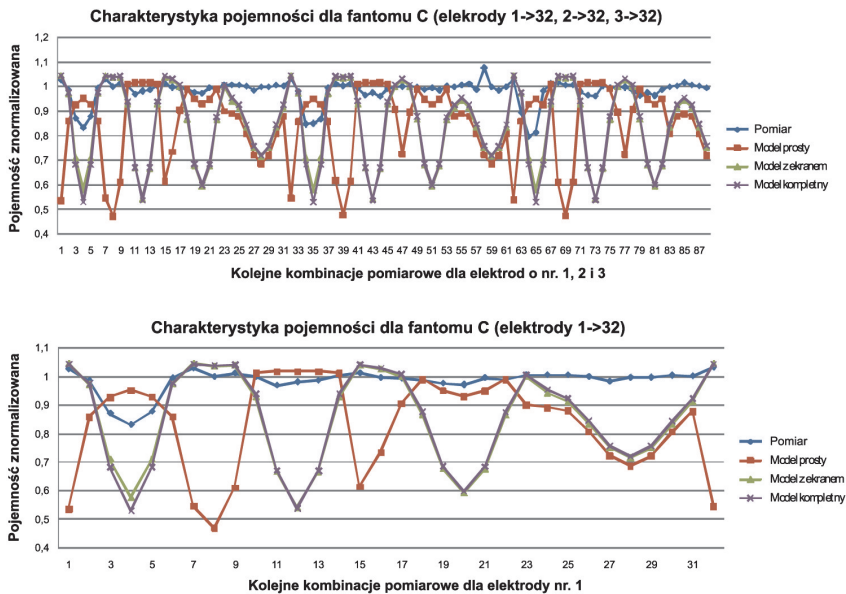 Charakterystyka pojemności dla fantomu C (elekrody 1->32, 2->32, 3->32)
Pojemność znormalizowana
1,2
1,1
1
0,9
0,8
0,7
0,6
0,5
0,4
1 3 5 7 9 11 13 15 17 19 21 23 25 27 29 31 33 35 37 39 41 43 45 47 49 51 53 55 57 59 61 63 65 67 69 71 73 75 77 79 81 83 85 87
Kolejne kombinacje pomiarowe dla elektrod o nr. 1, 2 i 3
Pomiar
Model prosty
Model z ekranem
Model kompletny
Charakterystyka pojemności dla fantomu C (elektrody 1->32)
Pojemność znormalizowana
1,1
1
0,9
0,8
0,7
0,6
0,5
0,4
1 3 5 7 9 11 13 15 17 19 21 23 25 27 29 31
Kolejne kombinacje pomiarowe dla elektrody nr. 1
Pomiar
Model prosty
Model z ekranem
Model kompletny